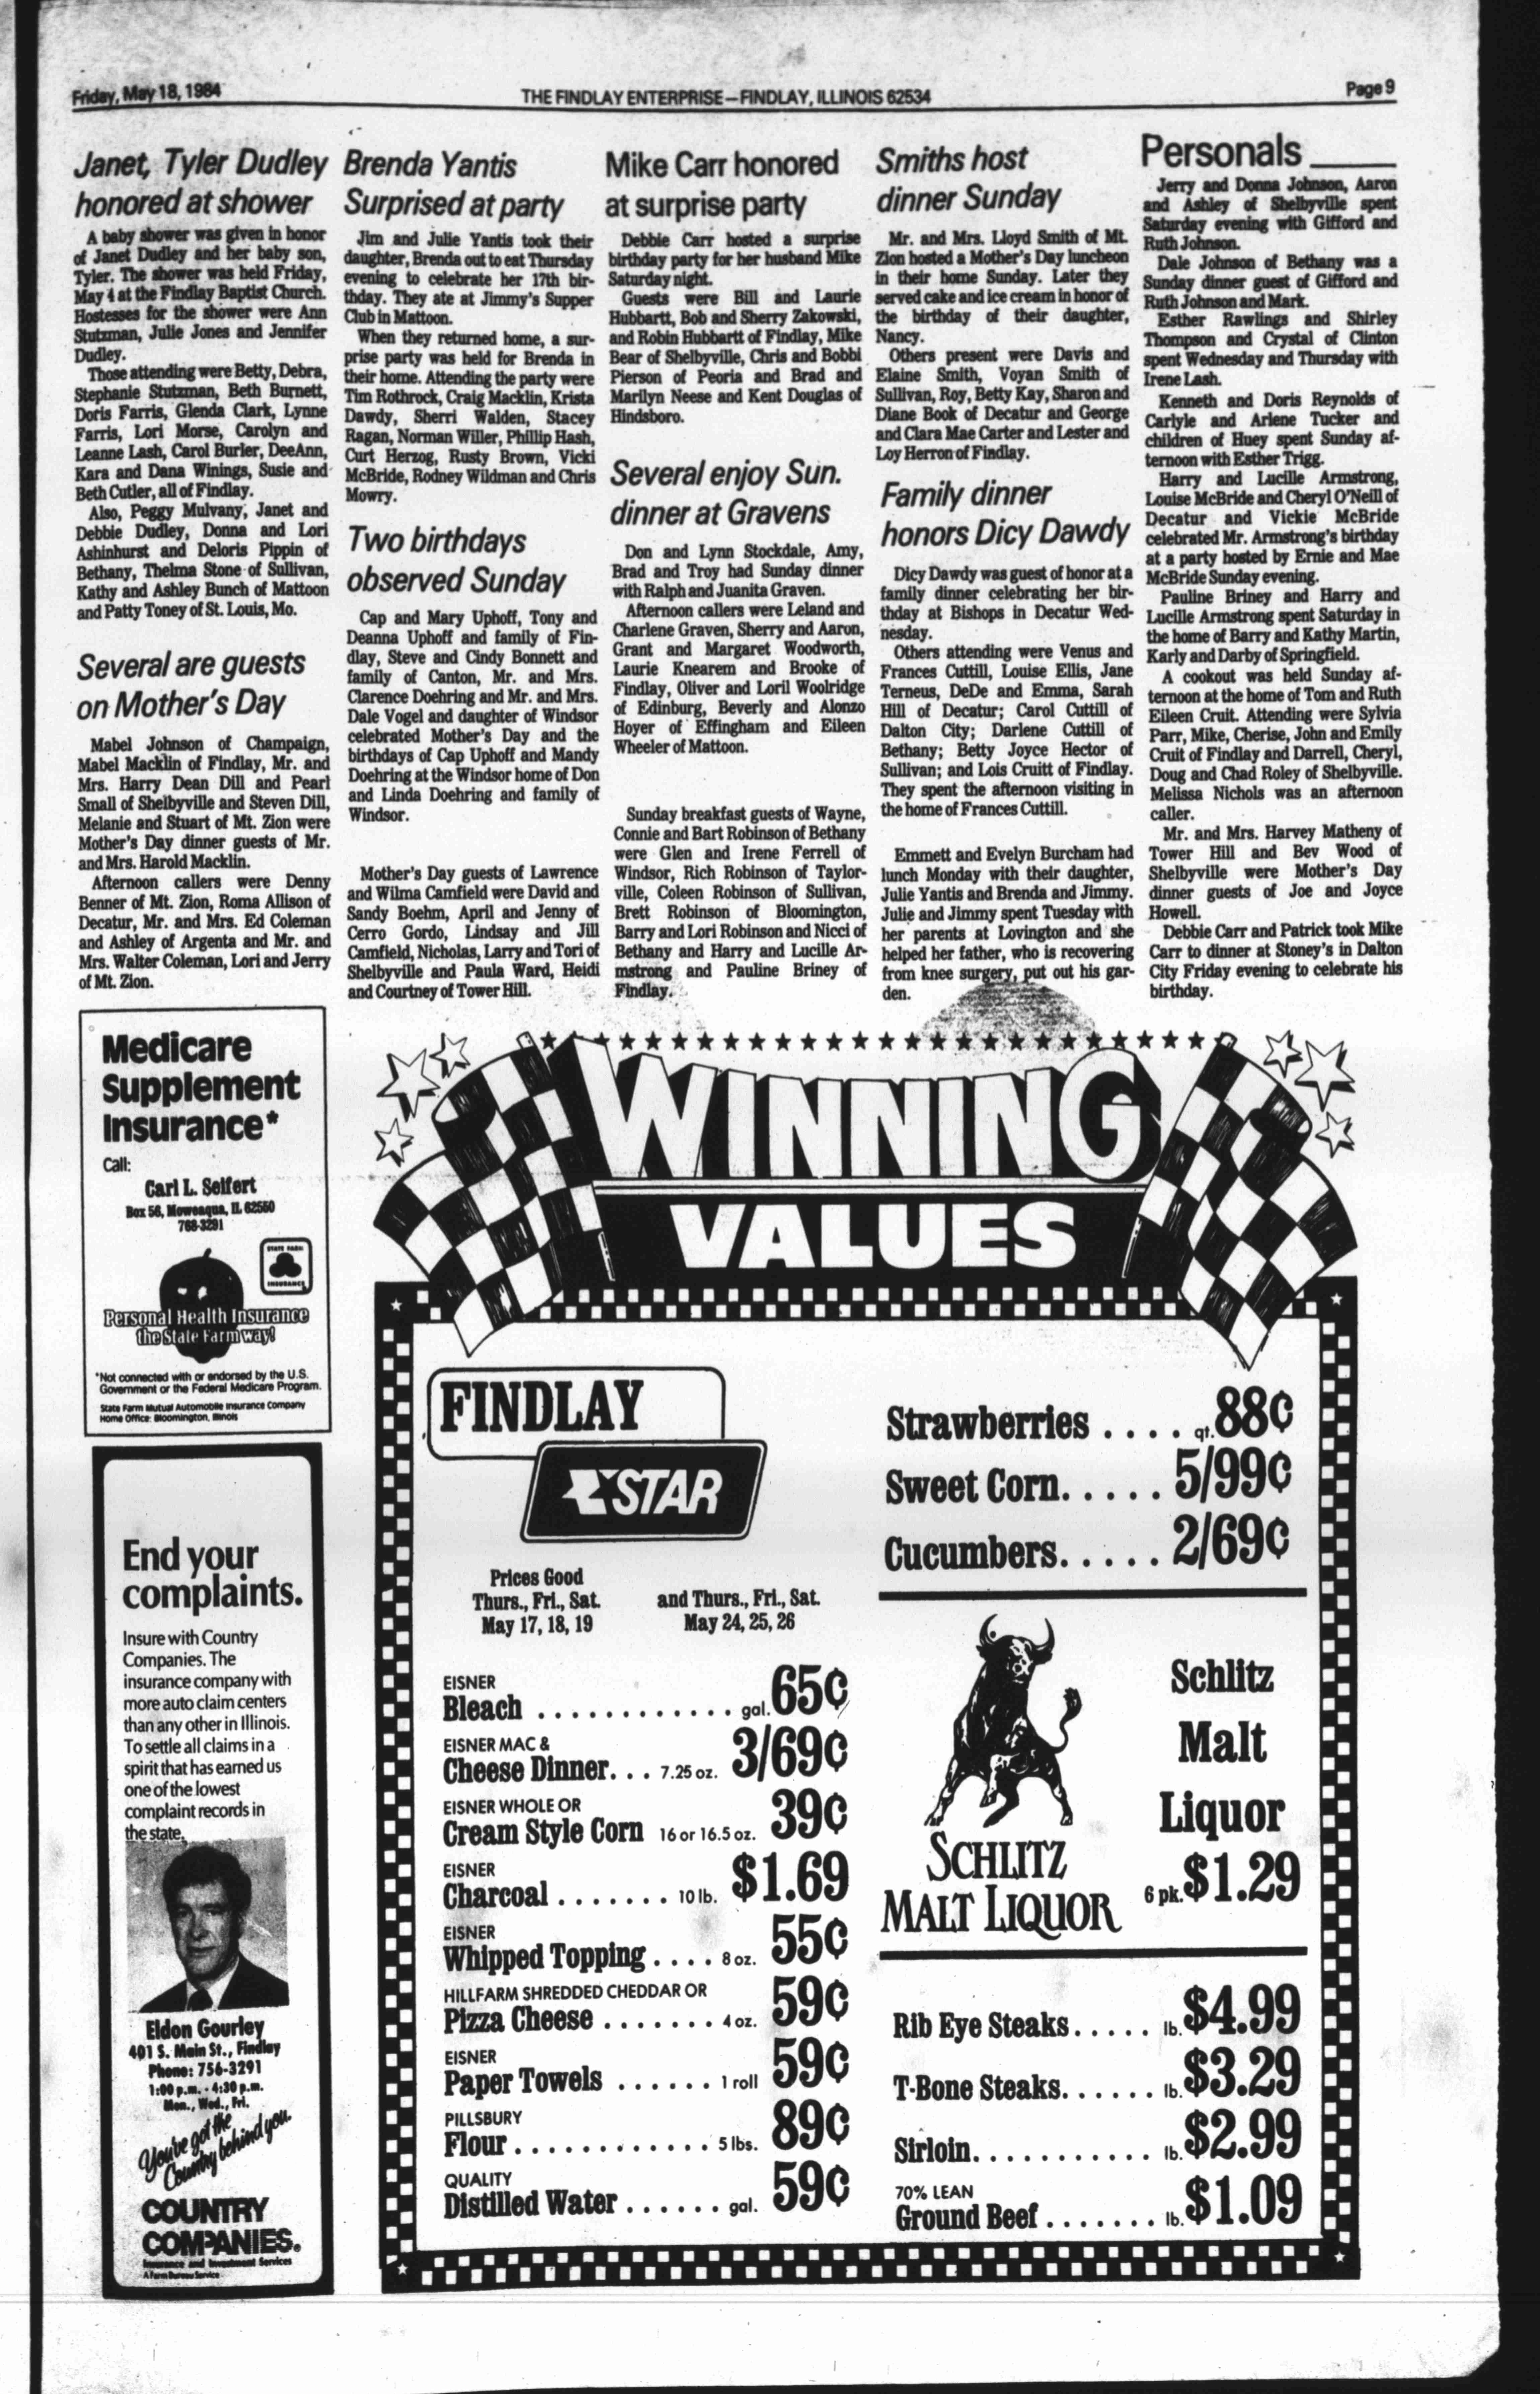 Friday, May 18, 1984
THE FINDLAY ENTERPRISE—FINDLAY, ILLINOIS 62534
Page 9
Janet, Tyler Dudley
honored at shower
A baby shower was given in honor
of Janet Dudley and her baby son,
Tyler. The shower was held Friday,
May 4 at the Findlay Baptist Church.
Hostesses for the shower were Ann
Stutzman, Julie Jones and Jennifer
Dudley.
Those attending were Betty, Debra,
Stephanie Stutzman, Beth Burnett,
Doris Farris, Glenda Clark, Lynne
Farris, Lori Morse, Carolyn and
Leanne Lash, Carol Burler, DeeAnn,
Kara and Dana Winings, Susie and
Beth Cutler, all of Findlay.
Also, Peggy Mulvany, Janet and
Debbie Dudley, Donna and Lori
Ashinhurst and Deloris Pippin of
Bethany, Thelma Stone of Sullivan,
Kathy and Ashley Bunch of Mattoon
and Patty Toney of St. Louis, Mo.
Several are guests
on Mother's Day
Mabel Johnson of Champaign,
Mabel Macklin of Findlay, Mr. and
Mrs. Harry Dean Dill and Pearl
Small of Shelbyville and Steven Dill,
Melanie and Stuart of Mt. Zion were
Mother's Day dinner guests of Mr.
and Mrs. Harold Macklin.
Afternoon callers were Denny
Benner of Mt. Zion, Roma Allison of
Decatur, Mr. and Mrs. Ed Coleman
and Ashley of Argenta and Mr. and
Mrs. Walter Coleman, Lori and Jerry
of Mt. Zion.
Brenda Yantis
Surprised at party
Jim and Julie Yantis took their
daughter, Brenda out to eat Thursday
evening to celebrate her 17th bir-
thday. They ate at Jimmy's Supper
Club in Mattoon.
When they returned home, a sur-
prise party was held for Brenda in
their home. Attending the party were
Tim Rothrock, Craig Macklin, Krista
Dawdy, Sherri Walden, Stacey
Ragan, Norman Willer, Phillip Hash,
Curt Herzog, Rusty Brown, Vicki
McBride, Rodney Wildman and Chris
Mowry.
Two birthdays
observed Sunday
Cap and Mary Uphoff, Tony and
Deanna Uphoff and family of Fin-
dlay, Steve and Cindy Bonnett and
family of Canton, Mr. and Mrs.
Clarence Doehring and Mr. and Mrs.
Dale Vogel and daughter of Windsor
celebrated Mother's Day and the
birthdays of Cap Uphoff and Mandy
Doehring at the Windsor home of Don
and Linda Doehring and family of
Windsor.
Mother's Day guests of Lawrence
and Wilma Camfield were David and
Sandy Boehm, April and Jenny of
Cerro Gordo, Lindsay and Jill
Camfield, Nicholas, Larry and Tori of
Shelbyville and Paula Ward, Heidi
and Courtney of Tower Hill.
Mike Carr honored
at surprise party
Debbie Carr hosted a surprise
birthday party for her husband Mike
Saturday night.
Guests were Bill and Laurie
Hubbartt, Bob and Sherry Zakowski,
and Robin Hubbartt of Findlay, Mike
Bear of Shelbyville, Chris and Bobbi
Pierson of Peoria and Brad and
Marilyn Neese and Kent Douglas of
Hindsboro.
Several enjoy Sun.
dinner at Gravens
Don and Lynn Stockdale, Amy,
Brad and Troy had Sunday dinner
with Ralph and Juanita Graven.
Afternoon callers were Leland and
Charlene Graven, Sherry and Aaron,
Grant and Margaret Woodworth,
Laurie Knearem and Brooke of
Findlay, Oliver and Loril Woolridge
of Edinburg, Beverly and Alonzo
Hoyer of Effingham and Eileen
Wheeler of Mattoon.
Sunday breakfast guests of Wayne,
Connie and Bart Robinson of Bethany
were Glen and Irene Ferrell of
Windsor, Rich Robinson of Taylor-
ville, Coleen Robinson of Sullivan,
Brett Robinson of Bloomington,
Barry and Lori Robinson and Nicci of
Bethany and Harry and Lucille Ar-
mstrong and Pauline Briney of
Findlay.
Smiths host
dinner Sunday
Mr. and Mrs. Lloyd Smith of Mt.
Zion hosted a Mother's Day luncheon
in their home Sunday. Later they
served cake and ice cream in honor of
the birthday of their daughter,
Nancy.
Others present were Davis and
Elaine Smith, Voyan Smith of
Sullivan, Roy, Betty Kay, Sharon and
Diane Book of Decatur and George
and Clara Mae Carter and Lester and
Loy Herron of Findlay.
Family dinner
honors Dicy Dawdy
Dicy Dawdy was guest of honor at a
family dinner celebrating her bir-
thday at Bishops in Decatur Wed-
nesday.
Others attending were Venus and
Frances Cuttill, Louise Ellis, Jane
Terneus, DeDe and Emma, Sarah
Hill of Decatur; Carol Cuttill of
Dalton City; Darlene Cuttill of
Bethany; Betty Joyce Hector of
Sullivan; and Lois Cruitt of Findlay.
They spent the afternoon visiting in
the home of Frances Cuttill.
Emmett and Evelyn Burcham had
lunch Monday with their daughter,
Julie Yantis and Brenda and Jimmy.
Julie and Jimmy spent Tuesday with
her parents at Lovington and she
helped her father, who is recovering
from knee surgery, put out his gar-
den.
Personals
Jerry and Donna Johnson, Aaron
and Ashley of Shelbyville spent
Saturday evening with Gifford and
Ruth Johnson.
Dale Johnson of Bethany was a
Sunday dinner guest of Gifford and
Ruth Johnson and Mark.
Esther Rawlings and Shirley
Thompson and Crystal of Clinton
spent Wednesday and Thursday with
Irene Lash.
Kenneth and Doris Reynolds of
Carlyle and Arlene Tucker and
children of Huey spent Sunday af-
ternoon with Esther Trigg.
Harry and Lucille Armstrong,
Louise McBride and Cheryl O'Neill of
Decatur and Vickie McBride
celebrated Mr. Armstrong's birthday
at a party hosted by Ernie and Mae
McBride Sunday evening.
Pauline Briney and Harry and
Lucille Armstrong spent Saturday in
the home of Barry and Kathy Martin,
Karly and Darby of Springfield.
A cookout was held Sunday af-
ternoon at the home of Tom and Ruth
Eileen Cruit. Attending were Sylvia
Parr, Mike, Cherise, John and Emily
Cruit of Findlay and Darrell, Cheryl,
Doug and Chad Roley of Shelbyville.
Melissa Nichols was an afternoon
caller.
Mr. and Mrs. Harvey Matheny of
Tower Hill and Bev Wood of
Shelbyville were Mother's Day
dinner guests of Joe and Joyce
Howell.
Debbie Carr and Patrick took Mike
Carr to dinner at Stoney's in Dalton
City Friday evening to celebrate his
birthday.
Medicare
Supplement
Insurance*
Call:
Carl L. Seifert
Box 56, Moweaqua, IL 62550
768-3291
STATE FARM
INSURANCE
Personal Health Insurance
the State Farm way!
*Not connected with or endorsed by the U.S.
Government or the Federal Medicare Program.
State Farm Mutual Automobile Insurance Company
Home Office: Bloomington, Illinois
End your
complaints.
Insure with Country
Companies. The
insurance company with
more auto claim centers
than any other in Illinois.
To settle all claims in a
spirit that has earned us
one of the lowest
complaint records in
the state.
Eldon Gourley
401 S. Main St., Findlay
Phone: 756-3291
1:00 p.m. - 4:30 p.m.
Mon., Wed., Fri.
You've got the
Country behind you.
COUNTRY
COMPANIES.
Insurance and Investment Services
A Farm Bureau Service
WINNING
VALUES
FINDLAY
STAR
Prices Good
Thurs., Fri., Sat. and Thurs., Fri., Sat.
May 17, 18, 19 May 24, 25, 26
EISNER
Bleach . . . . . . . . . . . . gal. 65¢
EISNER MAC &
Cheese Dinner. . . 7.25 oz. 3/69¢
EISNER WHOLE OR
Cream Style Corn 16 or 16.5 oz. 39¢
EISNER
Charcoal . . . . . . . 10 lb. $1.69
EISNER
Whipped Topping . . . . 8 oz. 55¢
HILLFARM SHREDDED CHEDDAR OR
Pizza Cheese . . . . . . . 4 oz. 59¢
EISNER
Paper Towels . . . . . . 1 roll 59¢
PILLSBURY
Flour . . . . . . . . . . . . 5 lbs. 89¢
QUALITY
Distilled Water . . . . . . gal. 59¢
Strawberries . . . . qt. 88¢
Sweet Corn. . . . . . 5/99¢
Cucumbers. . . . . 2/69¢
SCHLITZ
MALT LIQUOR
Schlitz
Malt
Liquor
6 pk. $1.29
Rib Eye Steaks. . . . . lb. $4.99
T-Bone Steaks. . . . . . lb. $3.29
Sirloin. . . . . . . . . . . lb. $2.99
70% LEAN
Ground Beef . . . . . . . lb. $1.09